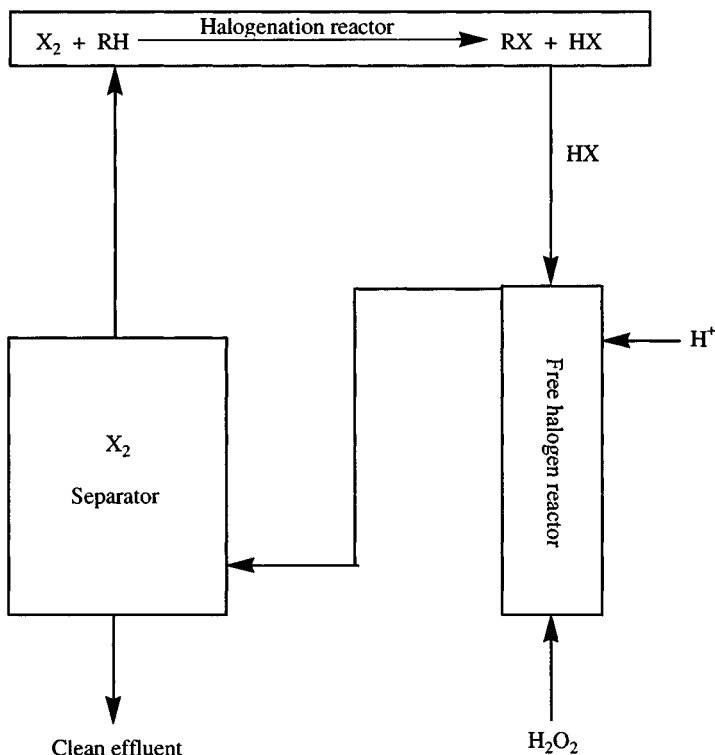 Halogenation reactor
X₂ + RH
RX + HX
HX
H⁺
Free halogen reactor
X₂
Separator
Clean effluent
H₂O₂